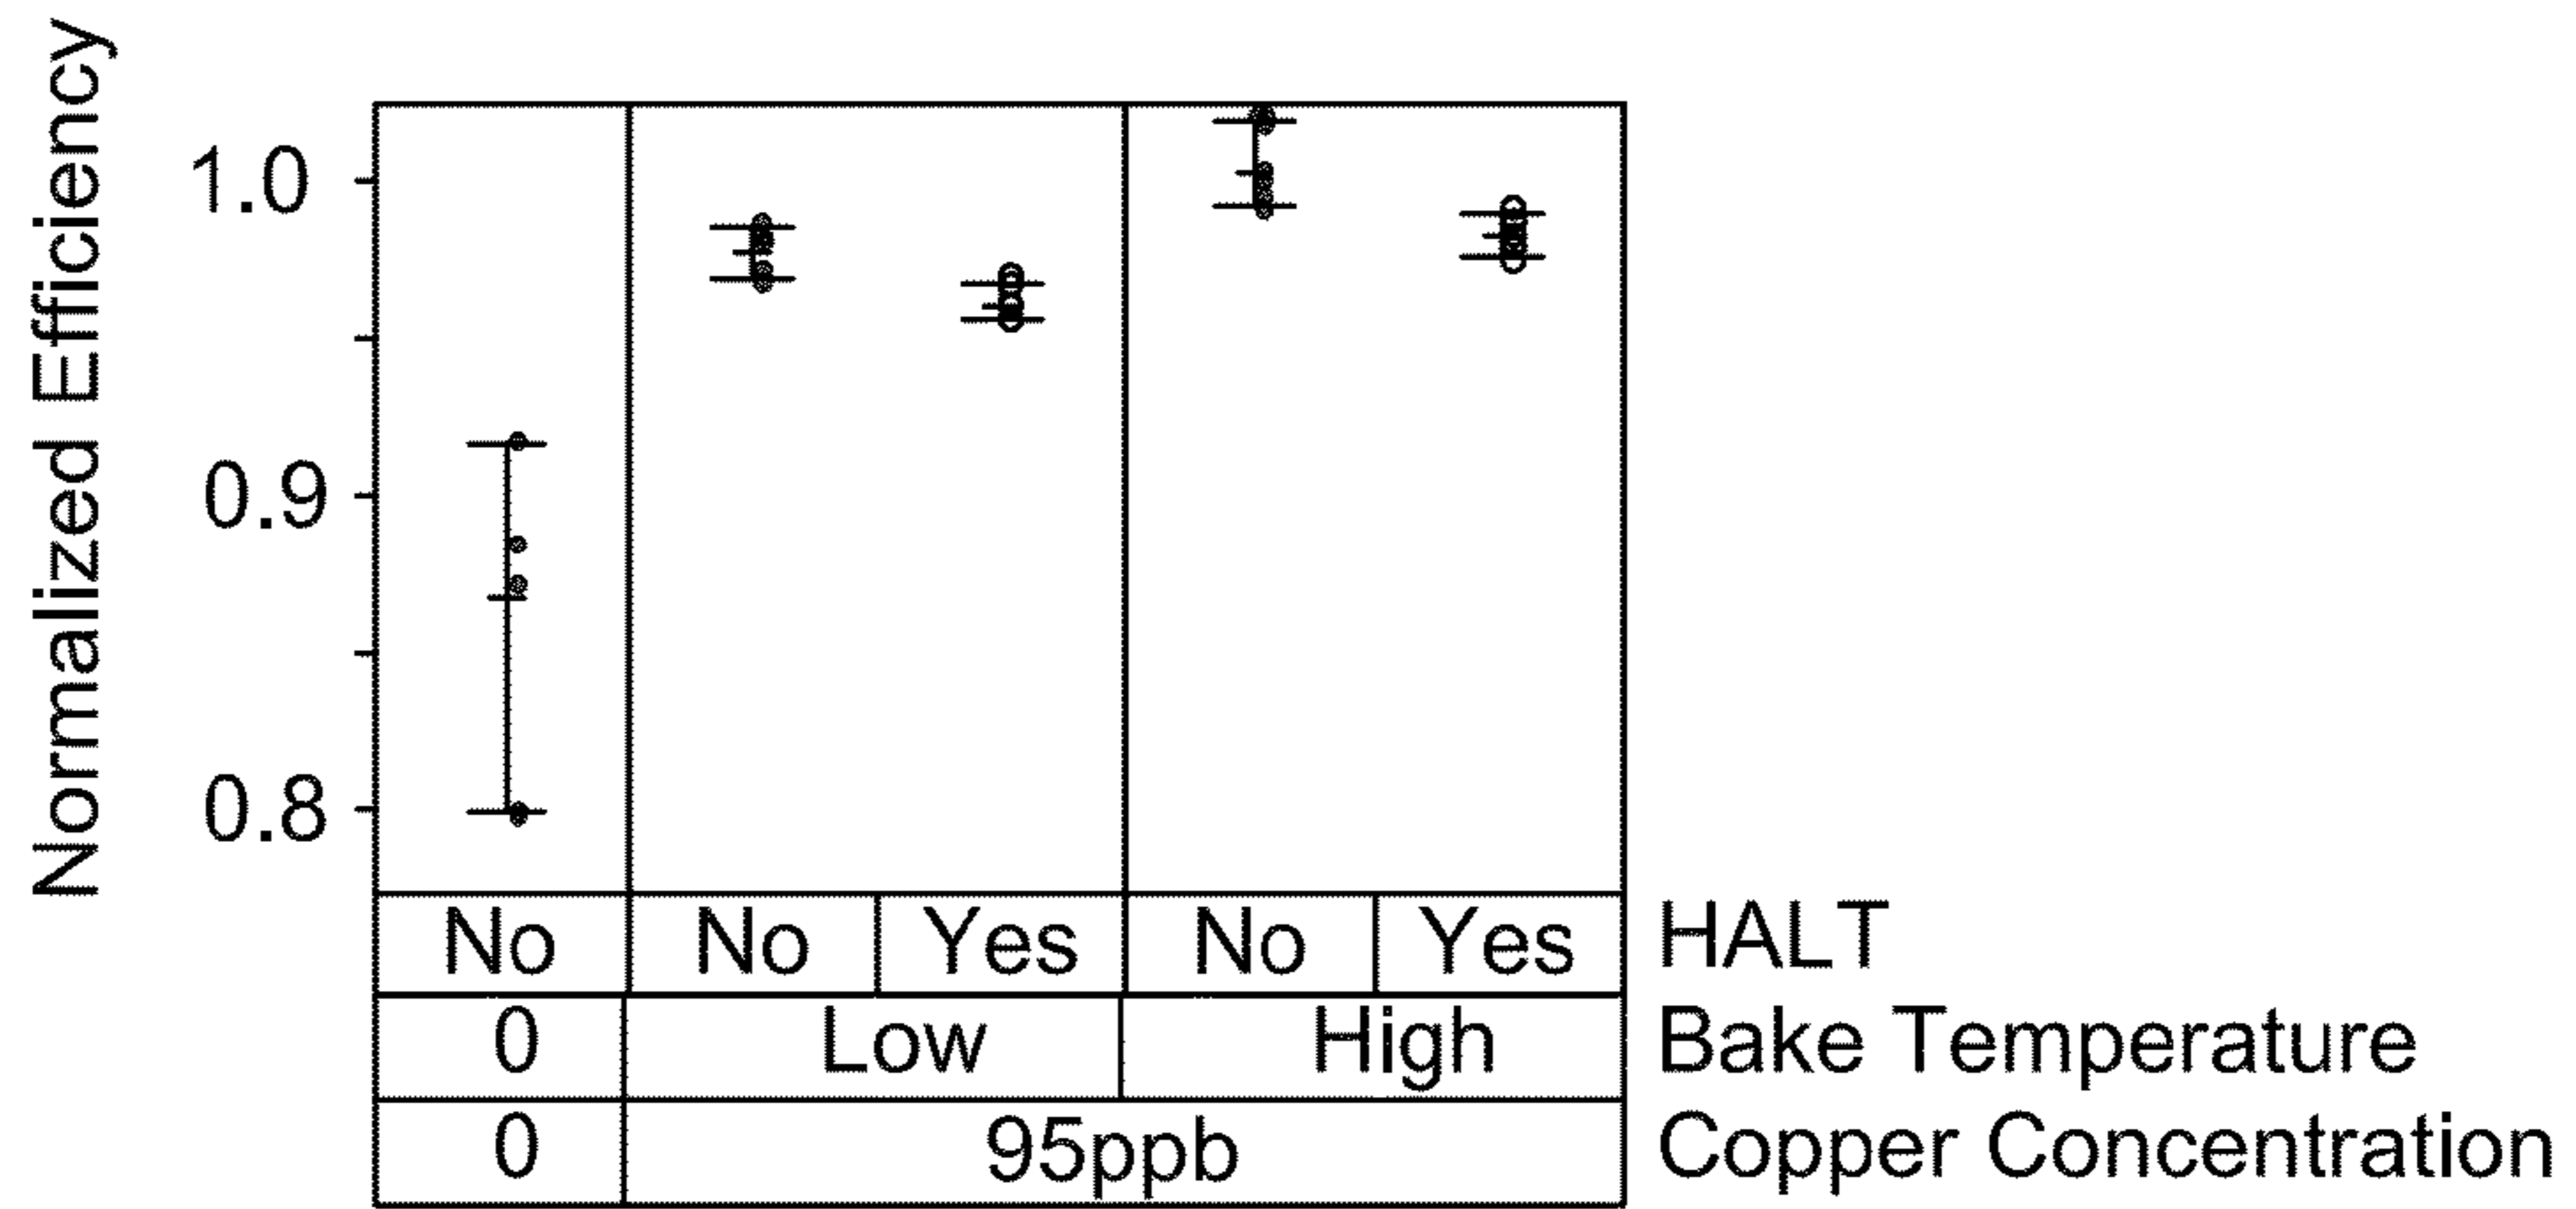 Normalized Efficiency
1.0
0.9
0.8
No No Yes No Yes HALT
0 Low High Bake Temperature
0 95ppb Copper Concentration